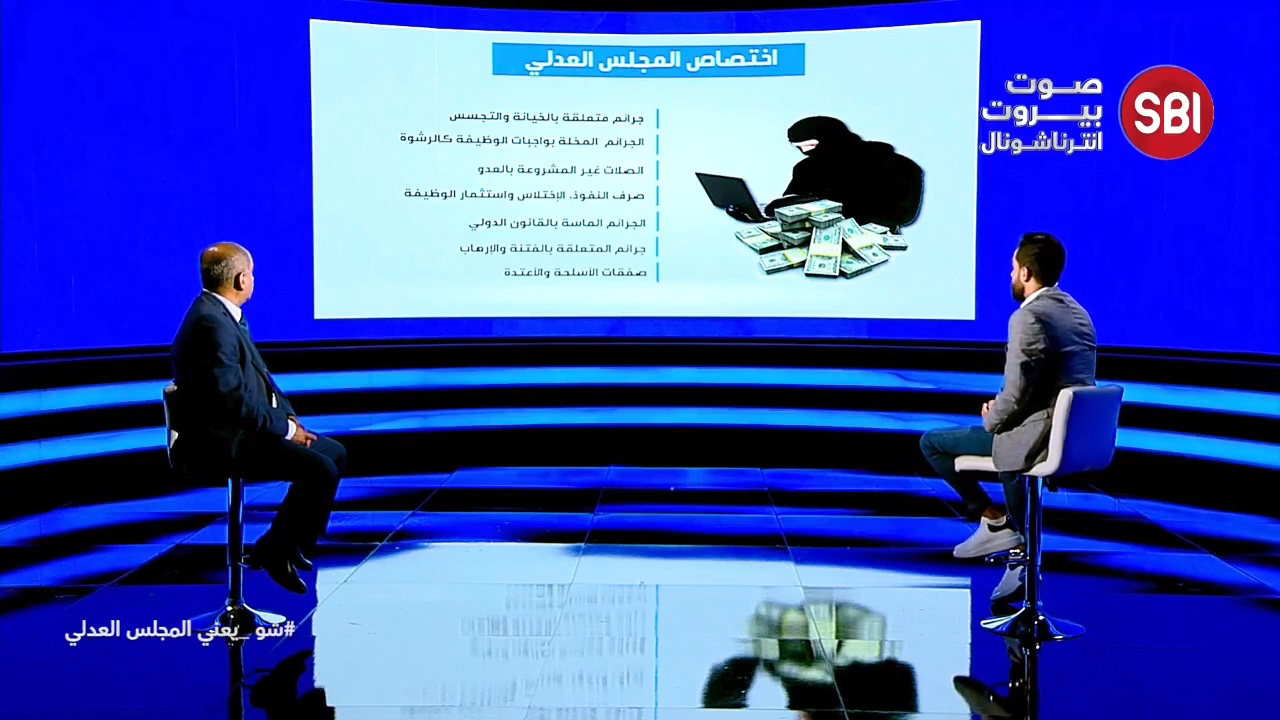 اختصاص المجلس العدلي
جرائم متعلقة بالخيانة والتجسس
الجرائم المخلة بواجبات الوظيفة كالرشوة
الصلات غير المشروعة بالعدو
صرف النفوذ، الإختلاس واستثمار الوظيفة
الجرائم الماسة بالقانون الدولي
جرائم المتعلقة بالفتنة والإرهاب
صفقات الأسلحة والأعتدة
صوت
بيروت
انترناشونال
SBI
#شو_يعني المجلس العدلي